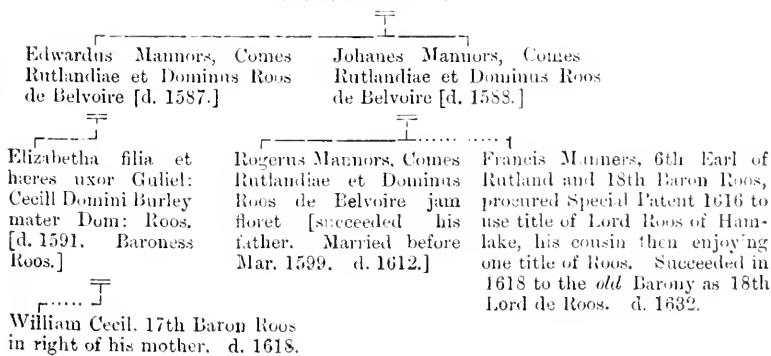 Edwardus Mannors, Comes
Rutlandiae et Dominus Roos
de Belvoire [d. 1587.]
Johanes Mannors, Comes
Rutlandiae et Dominus Roos
de Belvoire [d. 1588.]
Elizabetha filia et
hæres uxor Guliel:
Cecill Domini Burley
mater Dom: Roos.
[d. 1591. Baroness
Roos.]
Rogerus Mannors, Comes
Rutlandiae et Dominus
Roos de Belvoire jam
floret [succeeded his
father. Married before
Mar. 1599. d. 1612.]
Francis Manners, 6th Earl of
Rutland and 18th Baron Roos,
procured Special Patent 1616 to
use title of Lord Roos of Ham-
lake, his cousin then enjoying
one title of Roos. Succeeded in
1618 to the old Barony as 18th
Lord de Roos. d. 1632.
William Cecil, 17th Baron Roos
in right of his mother. d. 1618.